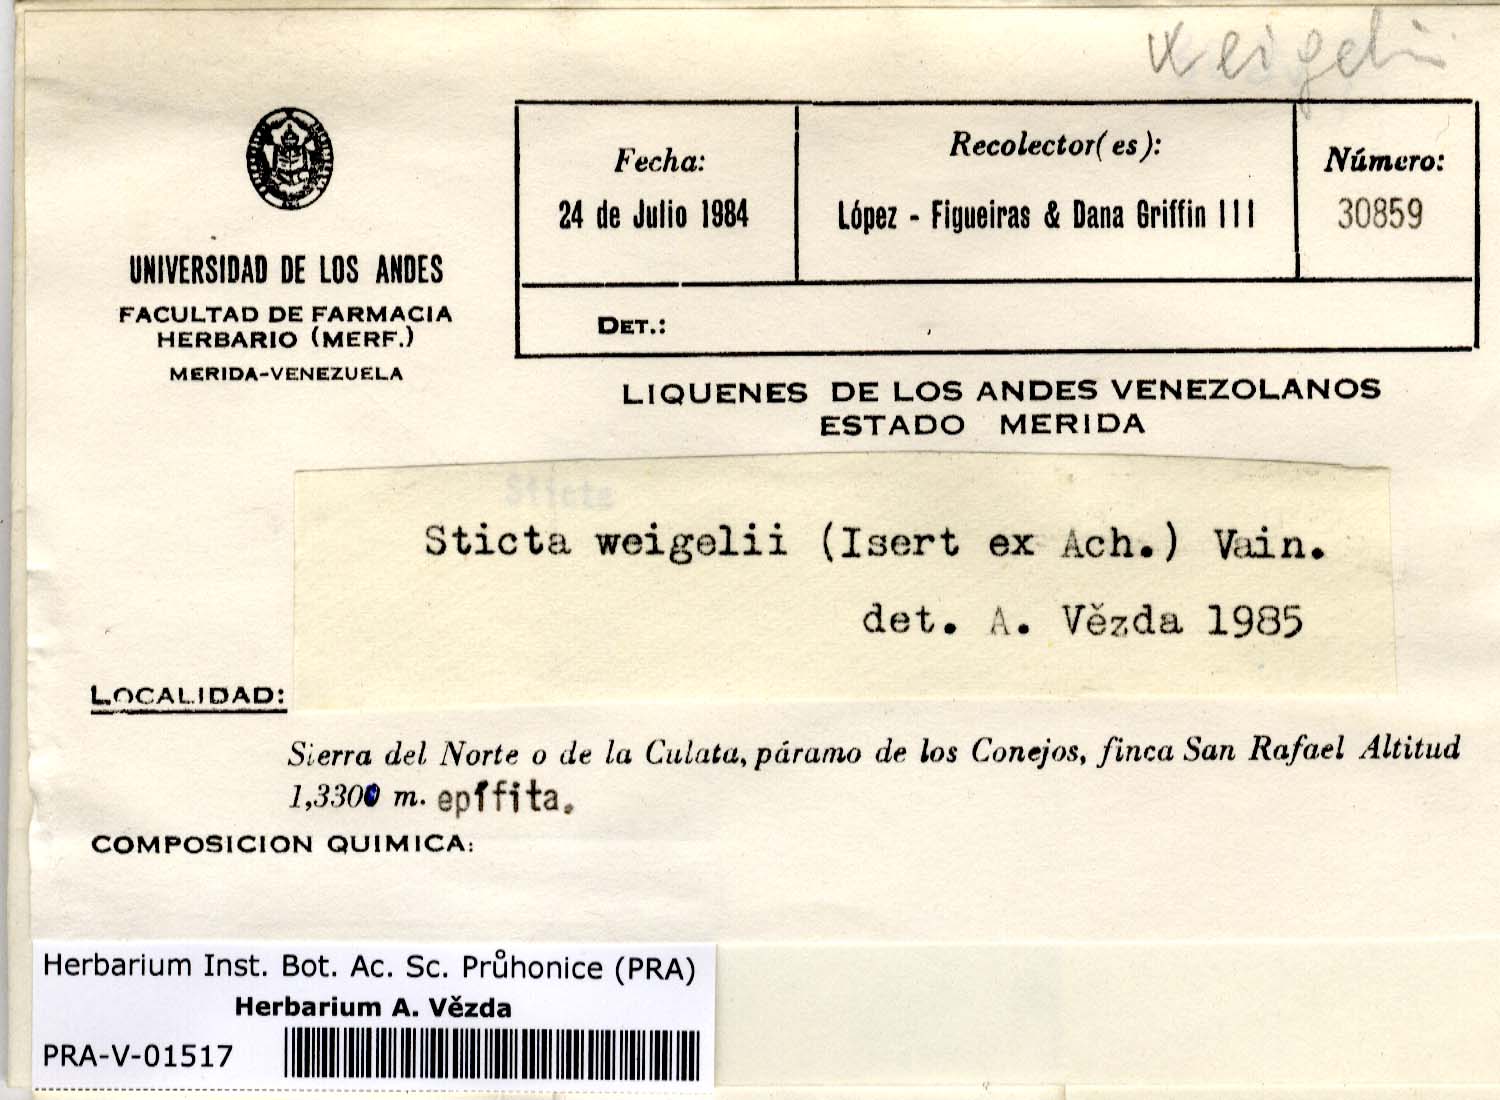 weigelii
UNIVERSIDAD DE LOS ANDES
FACULTAD DE FARMACIA
HERBARIO (MERF.)
MERIDA-VENEZUELA
Fecha:
24 de Julio 1984
Recolector(es):
López - Figueiras & Dana Griffin III
Número:
30859
DET.:
LIQUENES DE LOS ANDES VENEZOLANOS
ESTADO MERIDA
Sticta
Sticta weigelii (Isert ex Ach.) Vain.
det. A. Vězda 1985
LOCALIDAD:
Sierra del Norte o de la Culata, páramo de los Conejos, finca San Rafael Altitud
1,3300 m. epífita.
COMPOSICION QUIMICA:
Herbarium Inst. Bot. Ac. Sc. Průhonice (PRA)
Herbarium A. Vězda
PRA-V-01517